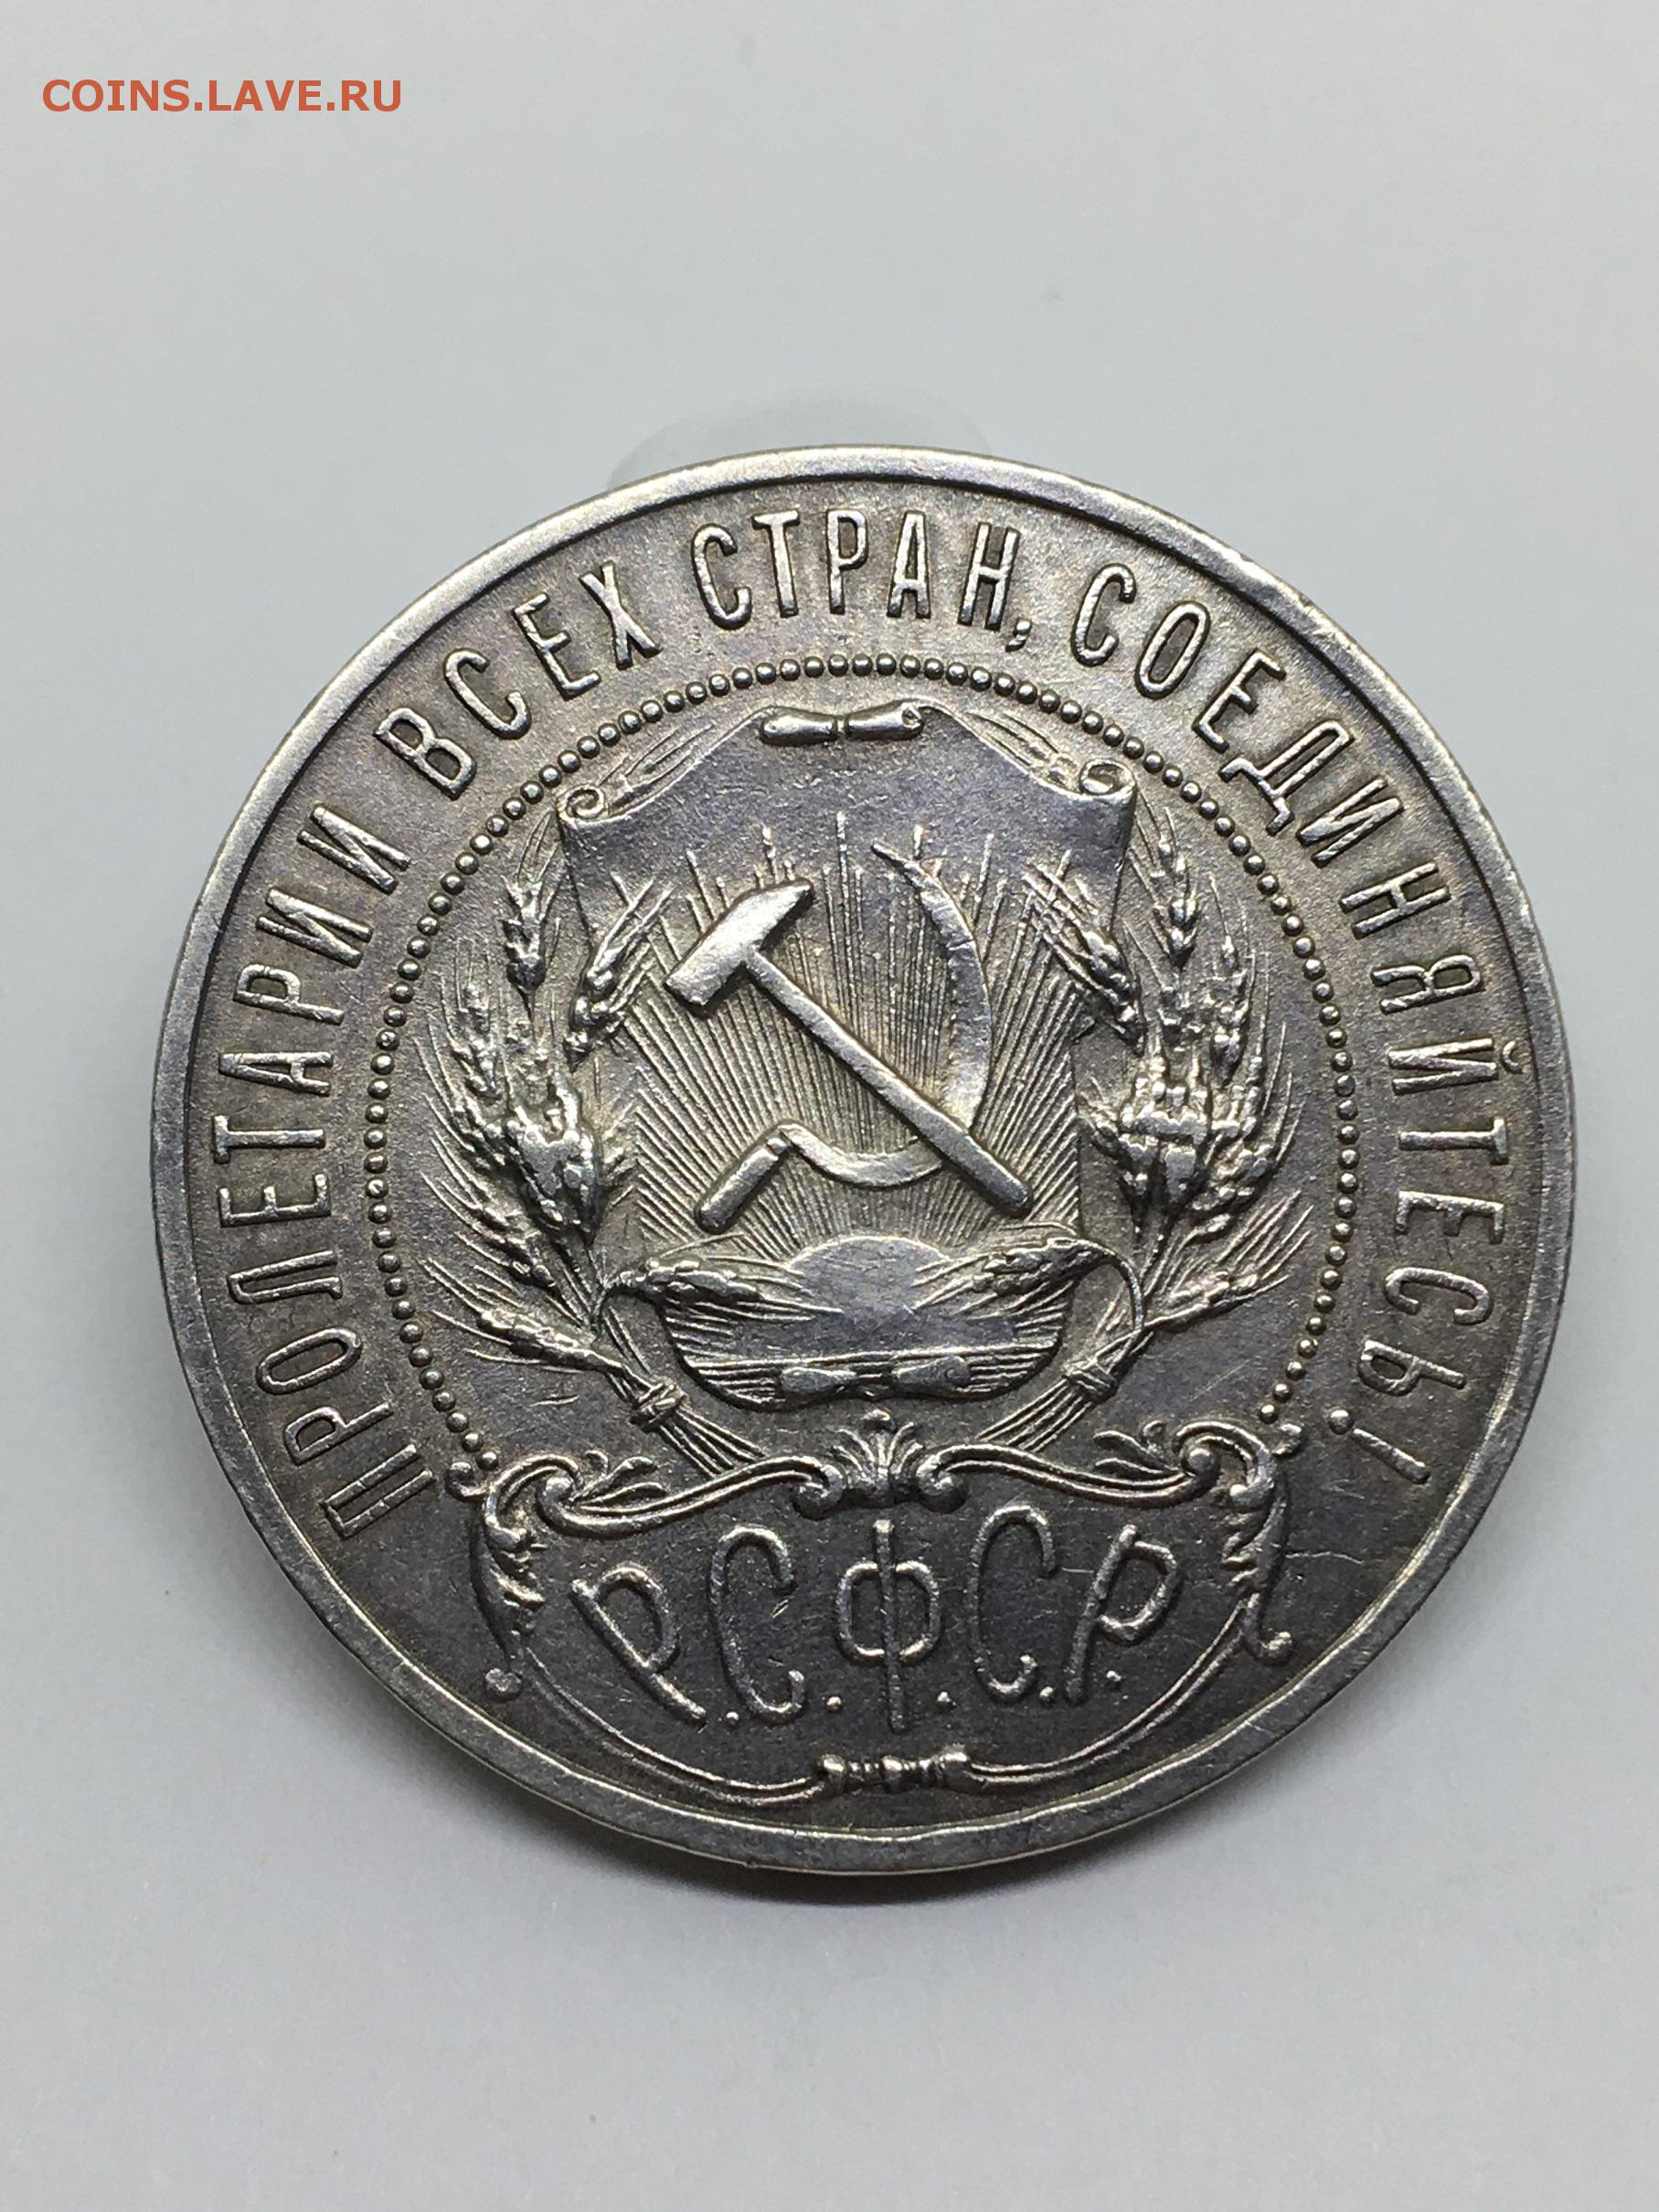 COINS.LAVE.RU
ПРОЛЕТАРИИ ВСЕХ СТРАН, СОЕДИНЯЙТЕСЬ!
Р.С.Ф.С.Р.